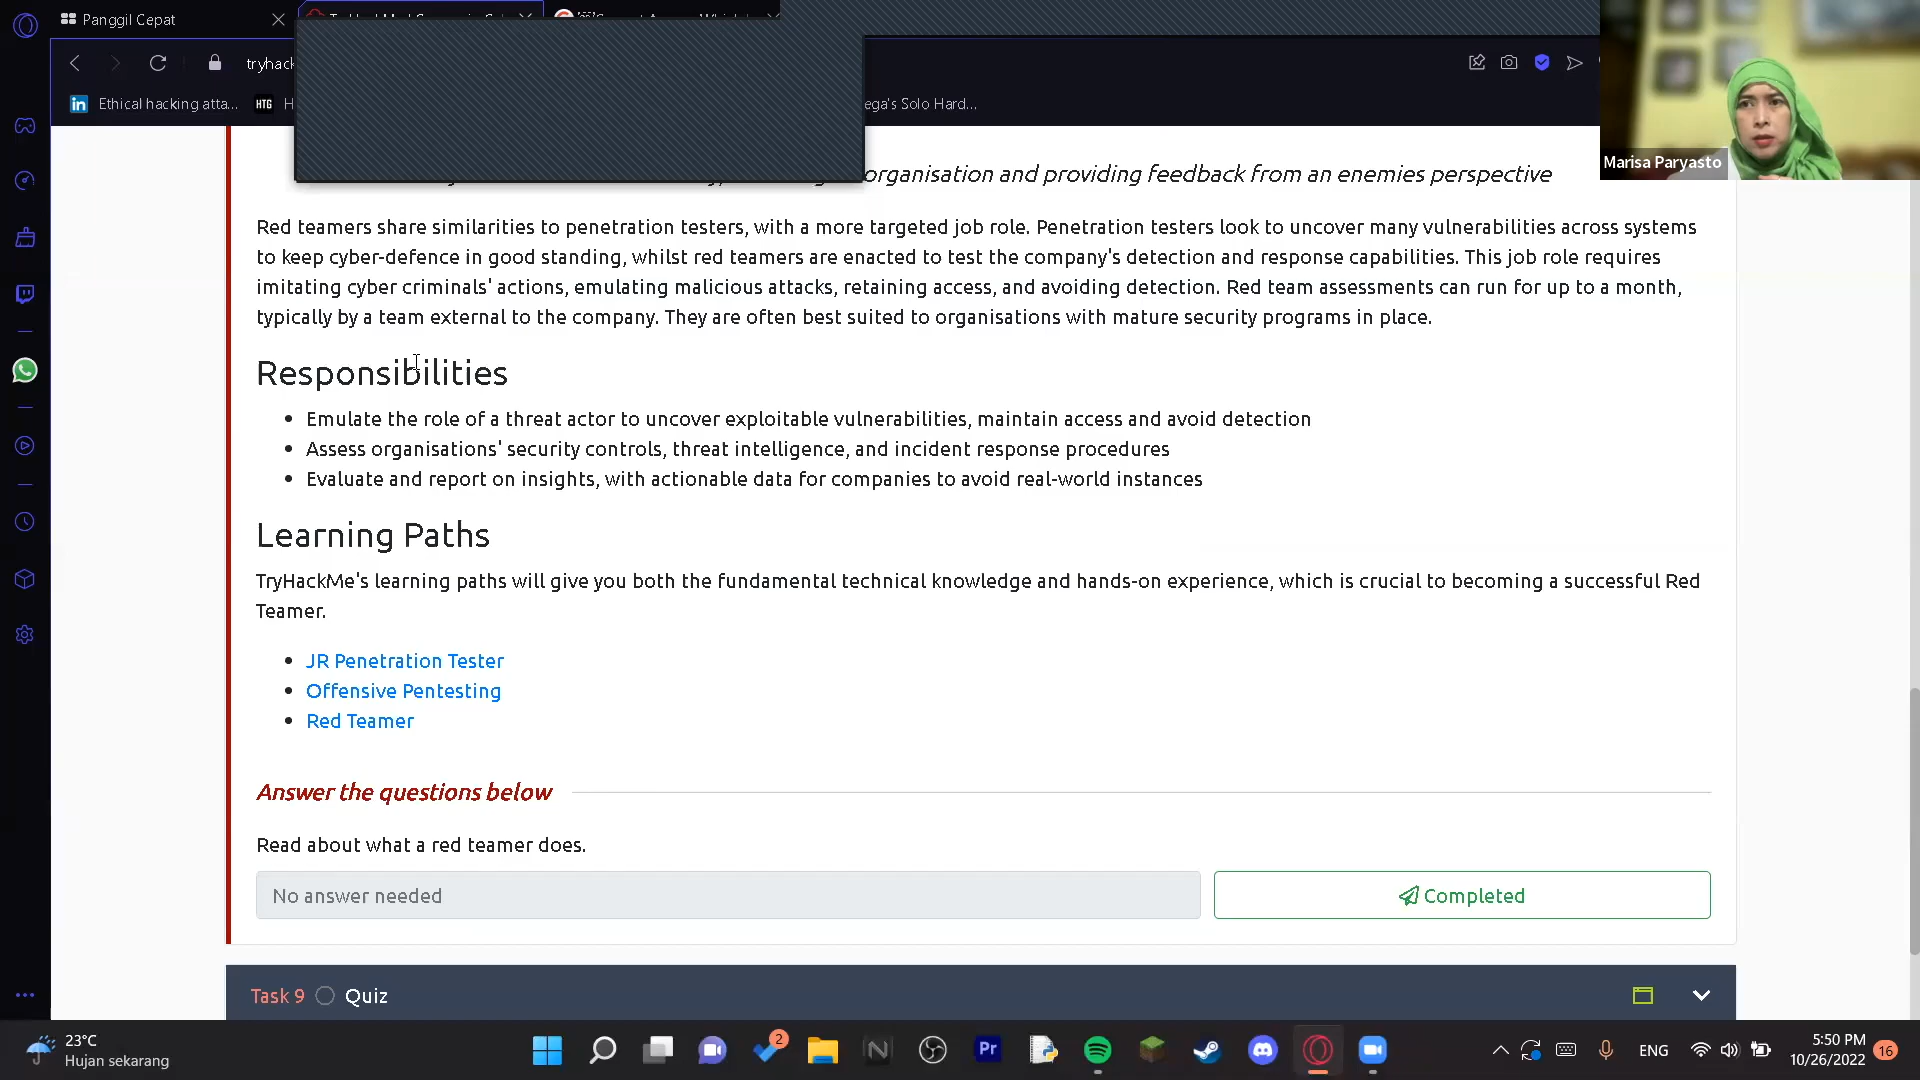 Panggil Cepat
tryhack
Ethical hacking atta...
HTG
H
ega's Solo Hard...
Marisa Paryasto
organisation and providing feedback from an enemies perspective
Red teamers share similarities to penetration testers, with a more targeted job role. Penetration testers look to uncover many vulnerabilities across systems
to keep cyber-defence in good standing, whilst red teamers are enacted to test the company's detection and response capabilities. This job role requires
imitating cyber criminals' actions, emulating malicious attacks, retaining access, and avoiding detection. Red team assessments can run for up to a month,
typically by a team external to the company. They are often best suited to organisations with mature security programs in place.
Responsibilities
Emulate the role of a threat actor to uncover exploitable vulnerabilities, maintain access and avoid detection
Assess organisations' security controls, threat intelligence, and incident response procedures
Evaluate and report on insights, with actionable data for companies to avoid real-world instances
Learning Paths
TryHackMe's learning paths will give you both the fundamental technical knowledge and hands-on experience, which is crucial to becoming a successful Red
Teamer.
JR Penetration Tester
Offensive Pentesting
Red Teamer
Answer the questions below
Read about what a red teamer does.
No answer needed
Completed
Task 9 Quiz
23°C
Hujan sekarang
2
Pr
ENG
5:50 PM
10/26/2022
16